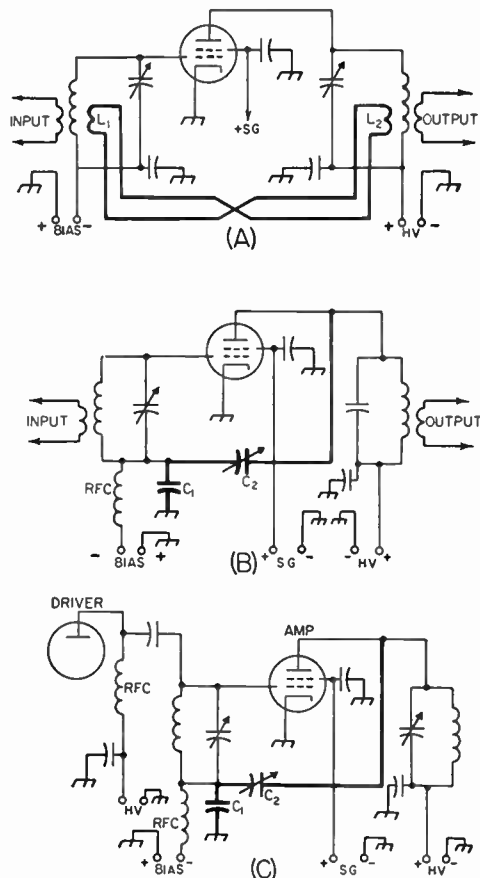 INPUT
L1
+SG
L2
OUTPUT
+ BIAS -
+ HV -
(A)
INPUT
RFC
C1
C2
OUTPUT
- BIAS +
+ SG -
- HV +
(B)
DRIVER
AMP
RFC
HV
C1
C2
RFC
+ BIAS -
+ SG -
+ HV -
(C)